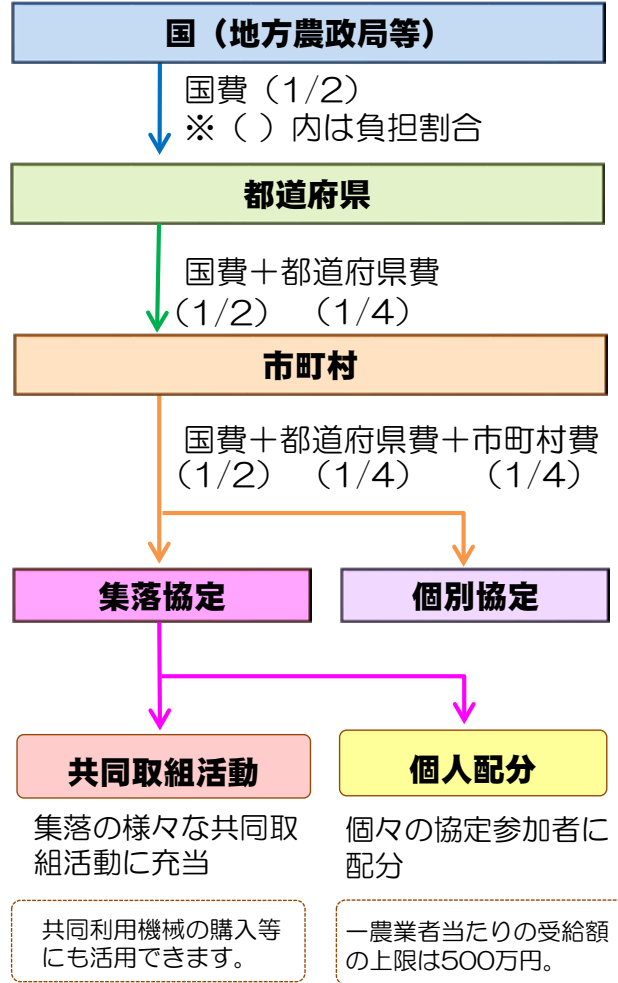 国（地方農政局等）
国費（1/2）
※（ ）内は負担割合
都道府県
国費＋都道府県費
（1/2）　（1/4）
市町村
国費＋都道府県費＋市町村費
（1/2）　（1/4）　　（1/4）
集落協定
個別協定
共同取組活動
集落の様々な共同取
組活動に充当
共同利用機械の購入等
にも活用できます。
個人配分
個々の協定参加者に
配分
一農業者当たりの受給額
の上限は500万円。